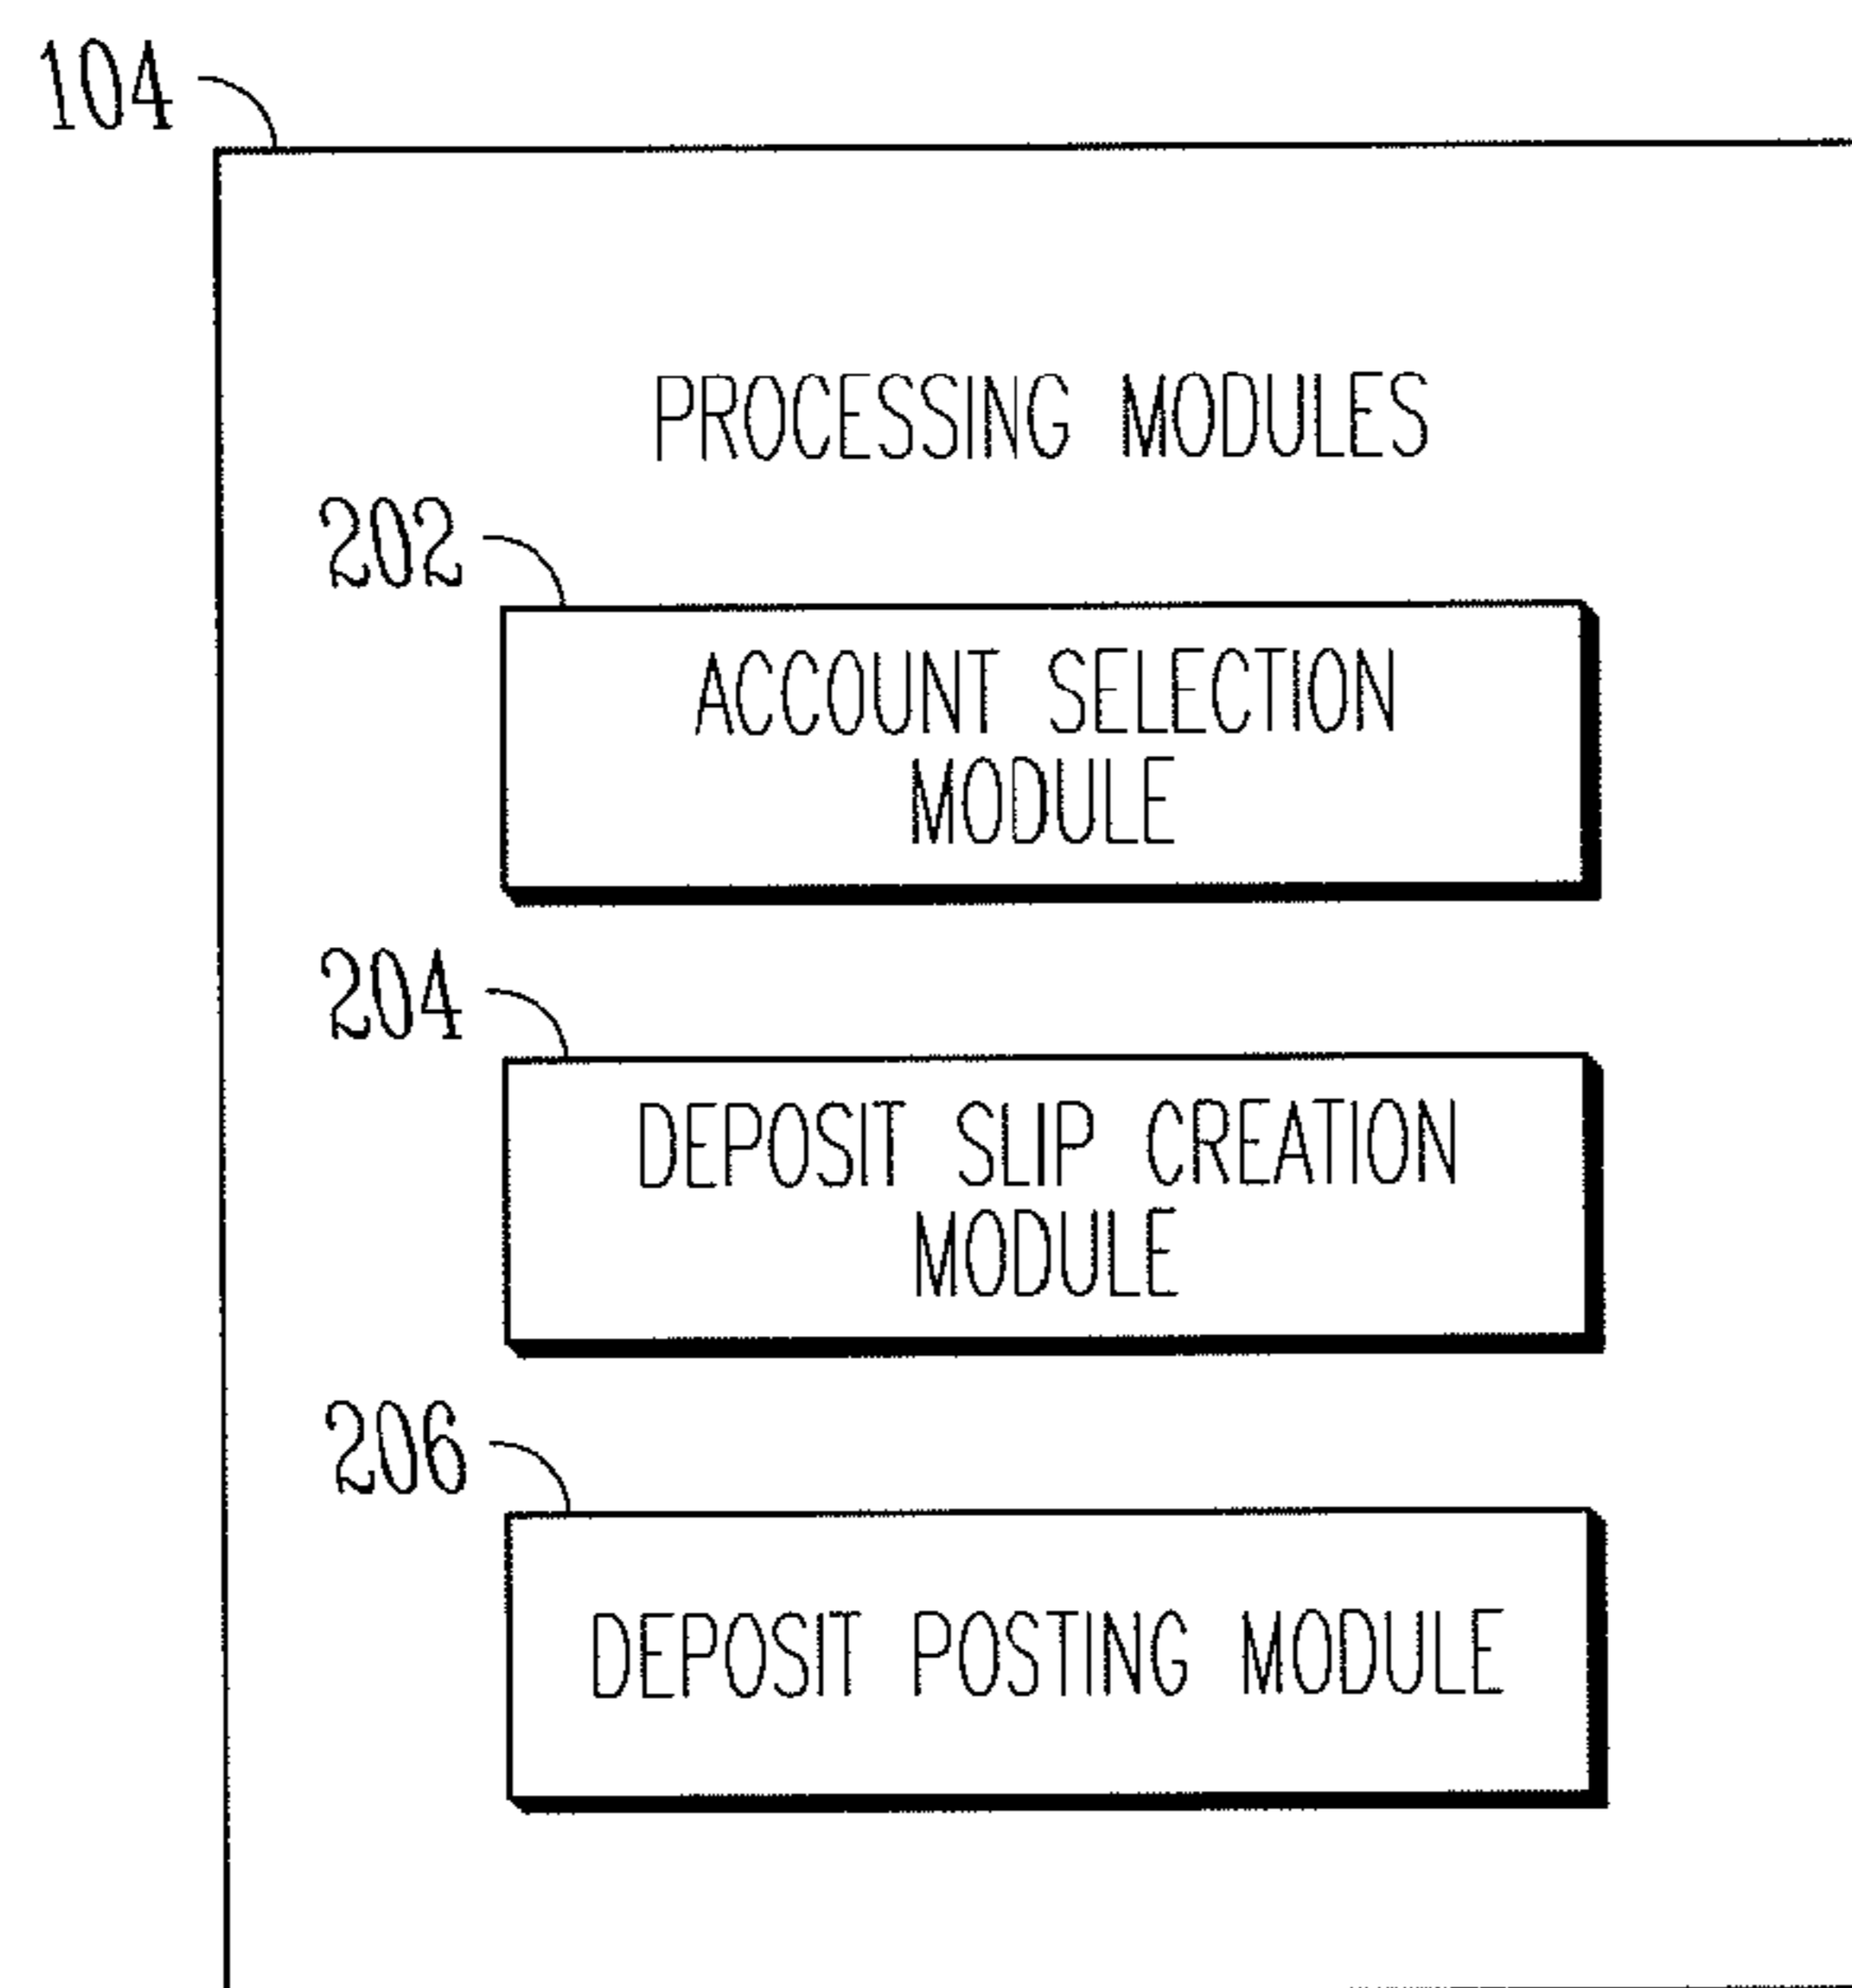 104
PROCESSING MODULES
202
ACCOUNT SELECTION
MODULE
204
DEPOSIT SLIP CREATION
MODULE
206
DEPOSIT POSTING MODULE